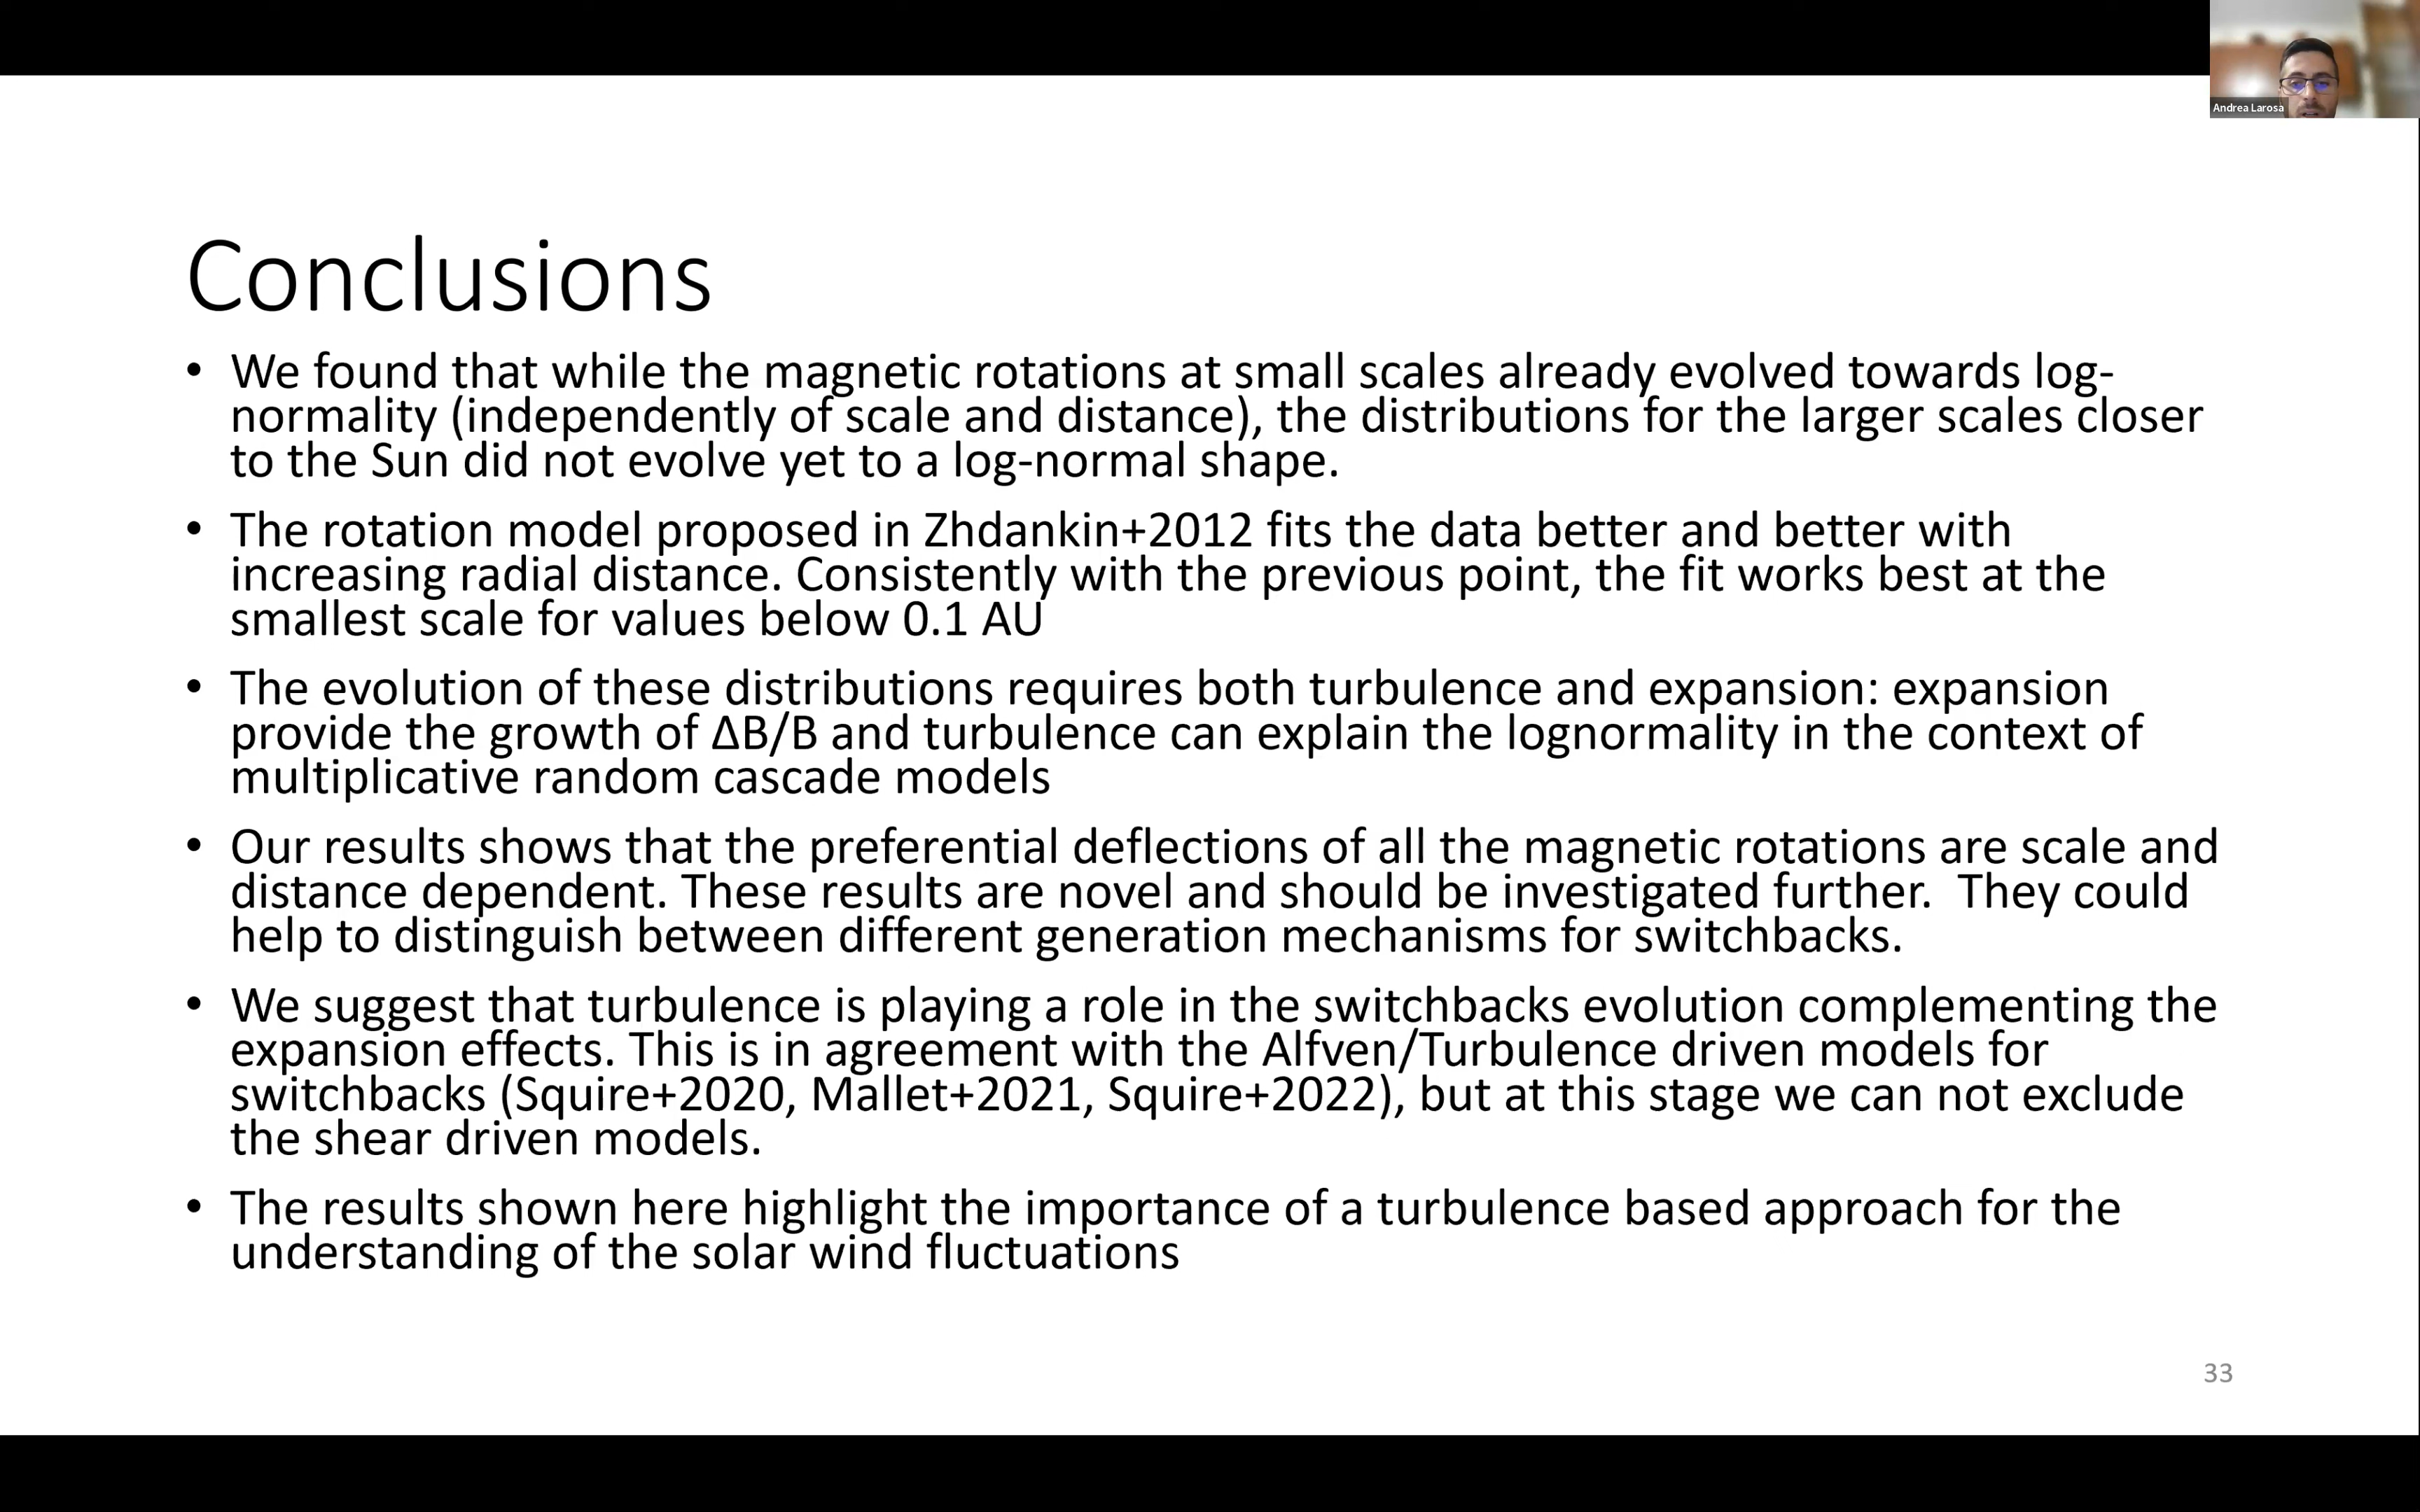 Andrea Larosa
Conclusions
• We found that while the magnetic rotations at small scales already evolved towards log-
normality (independently of scale and distance), the distributions for the larger scales closer
to the Sun did not evolve yet to a log-normal shape.
• The rotation model proposed in Zhdankin+2012 fits the data better and better with
increasing radial distance. Consistently with the previous point, the fit works best at the
smallest scale for values below 0.1 AU
• The evolution of these distributions requires both turbulence and expansion: expansion
provide the growth of ΔB/B and turbulence can explain the lognormality in the context of
multiplicative random cascade models
• Our results shows that the preferential deflections of all the magnetic rotations are scale and
distance dependent. These results are novel and should be investigated further.  They could
help to distinguish between different generation mechanisms for switchbacks.
• We suggest that turbulence is playing a role in the switchbacks evolution complementing the
expansion effects. This is in agreement with the Alfven/Turbulence driven models for
switchbacks (Squire+2020, Mallet+2021, Squire+2022), but at this stage we can not exclude
the shear driven models.
• The results shown here highlight the importance of a turbulence based approach for the
understanding of the solar wind fluctuations
33